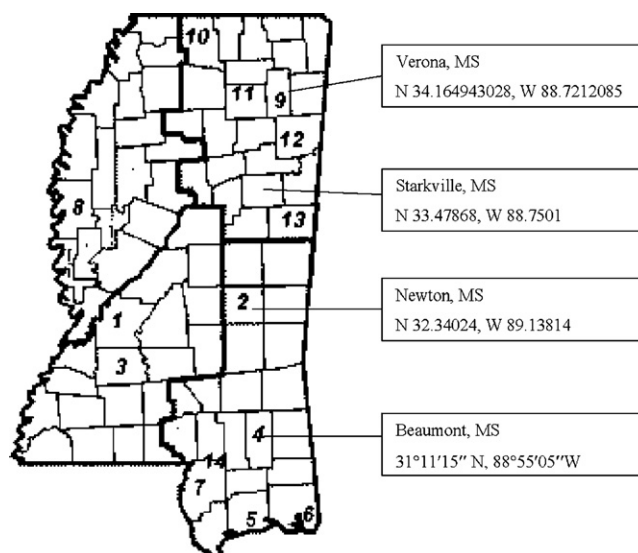 10
11
9
Verona, MS
N 34.164943028, W 88.7212085
12
8
Starkville, MS
N 33.47868, W 88.7501
13
2
Newton, MS
N 32.34024, W 89.13814
1
3
4
Beaumont, MS
31°11'15″ N, 88°55'05″W
14
7
5
6